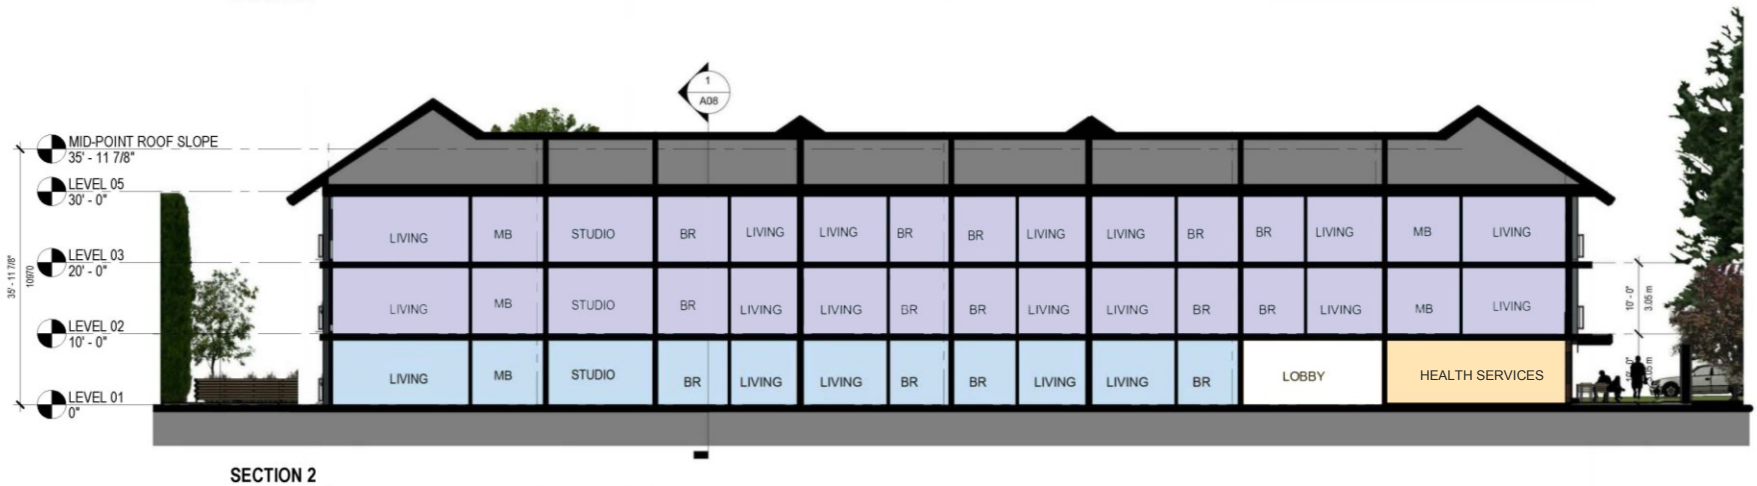 1
A08
MID-POINT ROOF SLOPE
35' - 11 7/8"
LEVEL 05
30' - 0"
LIVING MB STUDIO BR LIVING LIVING BR BR LIVING LIVING BR BR LIVING MB LIVING
LEVEL 03
20' - 0"
35' - 11 7/8"
10970
LIVING MB STUDIO BR LIVING LIVING BR BR LIVING LIVING BR BR LIVING MB LIVING
10' - 0"
3.05 m
LEVEL 02
10' - 0"
LIVING MB STUDIO BR LIVING LIVING BR BR LIVING LIVING BR LOBBY HEALTH SERVICES
LEVEL 01
0"
SECTION 2